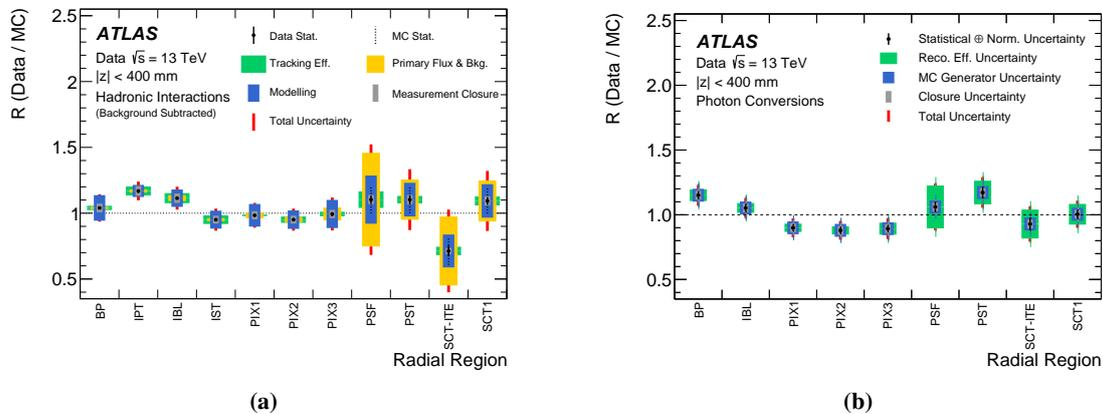 R (Data / MC)
2.5
2
1.5
1
0.5
ATLAS
Data √s = 13 TeV
|z| < 400 mm
Hadronic Interactions
(Background Subtracted)
Data Stat.
MC Stat.
Tracking Eff.
Primary Flux & Bkg.
Modelling
Measurement Closure
Total Uncertainty
BP IPT IBL IST PIX1 PIX2 PIX3 PSF PST SCT-ITE SCT1
Radial Region
(a)
R (Data / MC)
2.5
2.0
1.5
1.0
0.5
ATLAS
Data √s = 13 TeV
|z| < 400 mm
Photon Conversions
Statistical ⊕ Norm. Uncertainty
Reco. Eff. Uncertainty
MC Generator Uncertainty
Closure Uncertainty
Total Uncertainty
BP IBL PIX1 PIX2 PIX3 PSF PST SCT-ITE SCT1
Radial Region
(b)